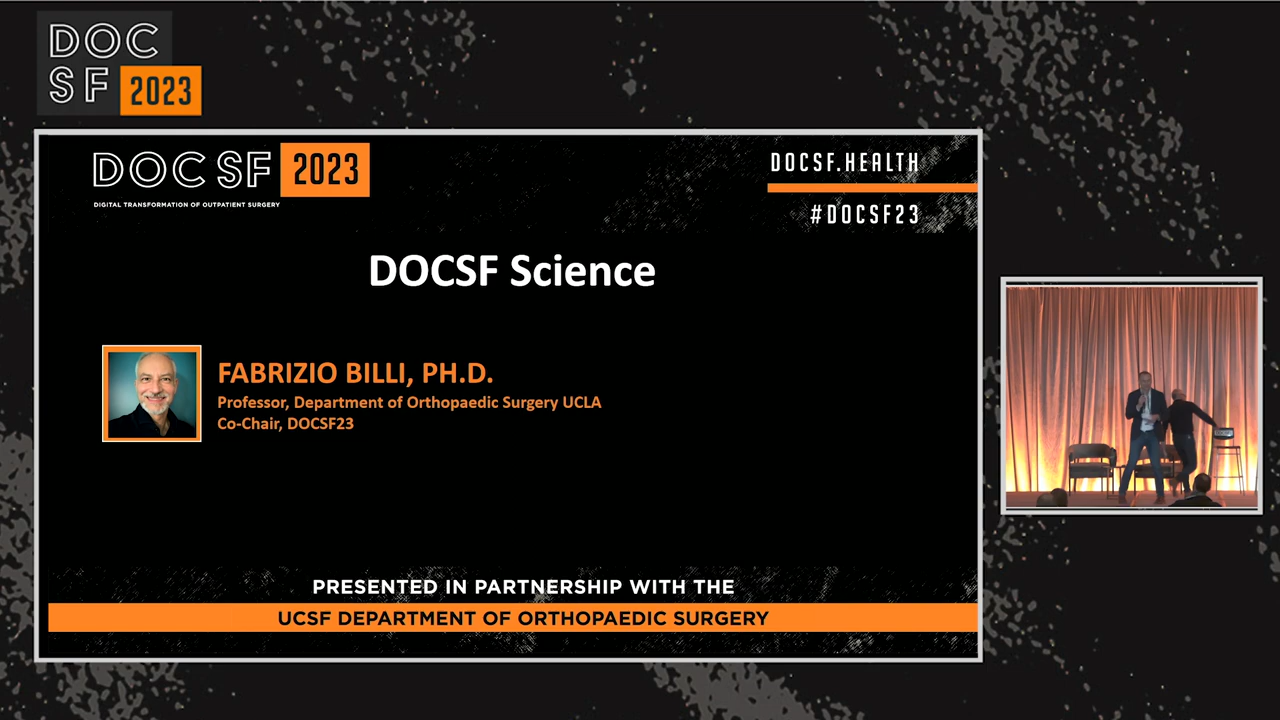 DOC
SF 2023
DOC SF 2023
DIGITAL TRANSFORMATION OF OUTPATIENT SURGERY
DOCSF.HEALTH
#DOCSF23
DOCSF Science
FABRIZIO BILLI, PH.D.
Professor, Department of Orthopaedic Surgery UCLA
Co-Chair, DOCSF23
PRESENTED IN PARTNERSHIP WITH THE
UCSF DEPARTMENT OF ORTHOPAEDIC SURGERY